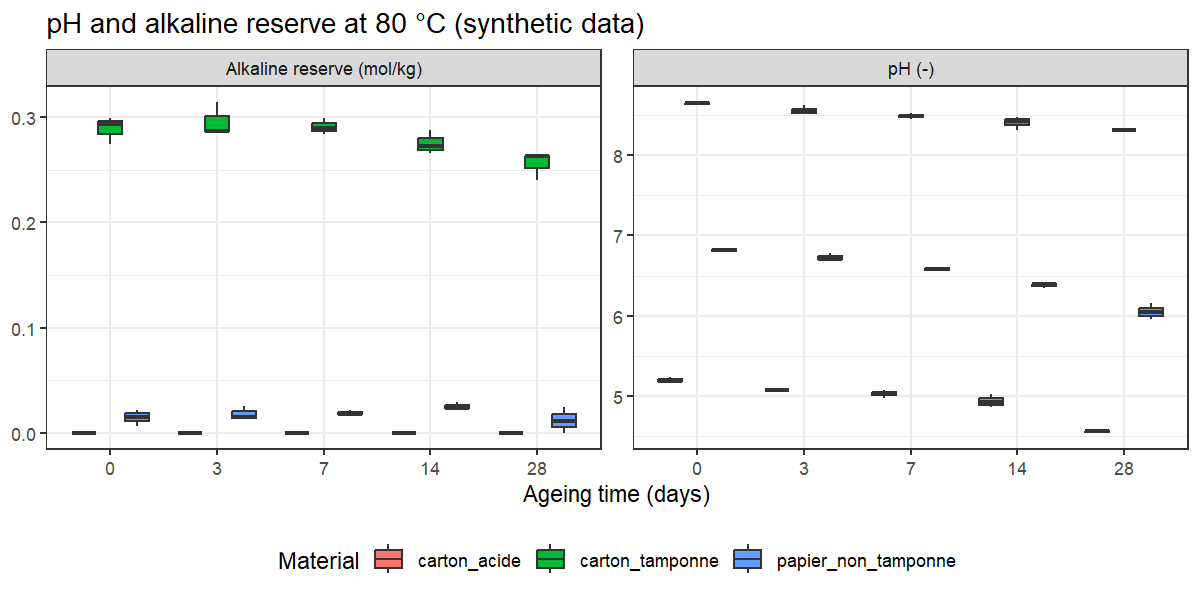 pH and alkaline reserve at 80 °C (synthetic data)
Alkaline reserve (mol/kg)
pH (-)
0.3
0.2
0.1
0.0
8
7
6
5
0 3 7 14 28
0 3 7 14 28
Ageing time (days)
Material carton_acide carton_tamponne papier_non_tamponne